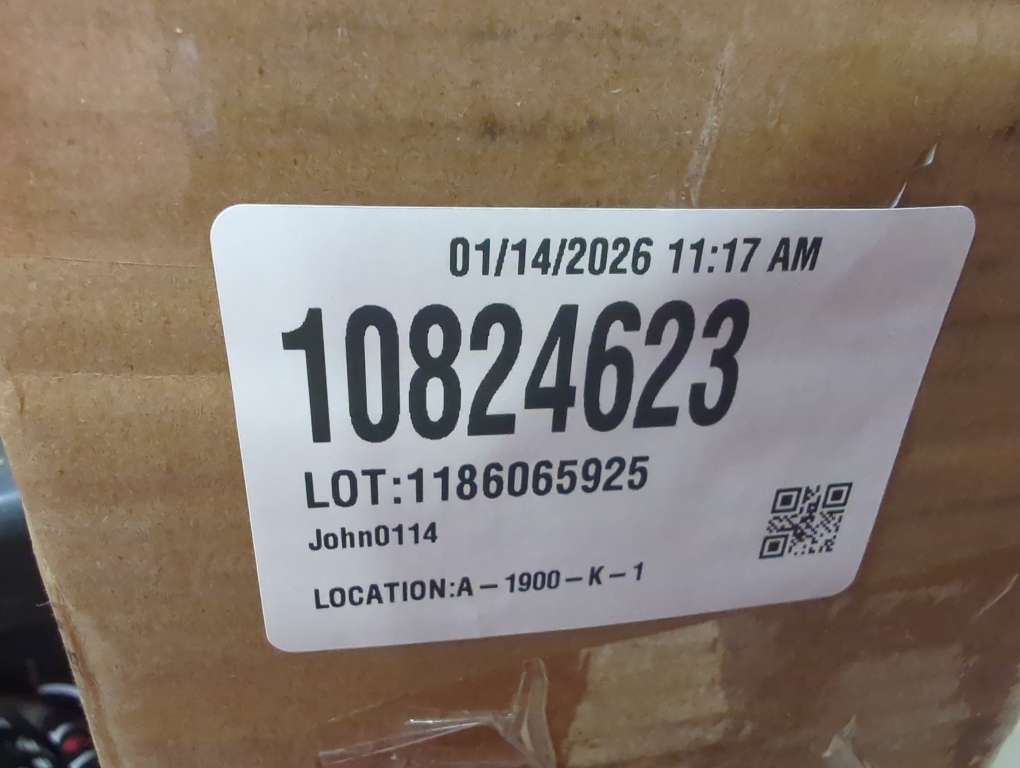 01/14/2026 11:17 AM
10824623
LOT:1186065925
John0114
LOCATION:A-1900-K-1